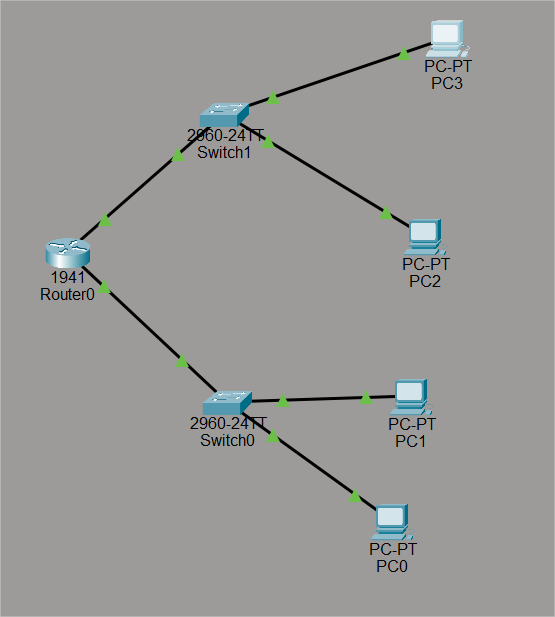 PC-PT
PC3
2960-24TT
Switch1
PC-PT
PC2
1941
Router0
2960-24TT
Switch0
PC-PT
PC1
PC-PT
PC0